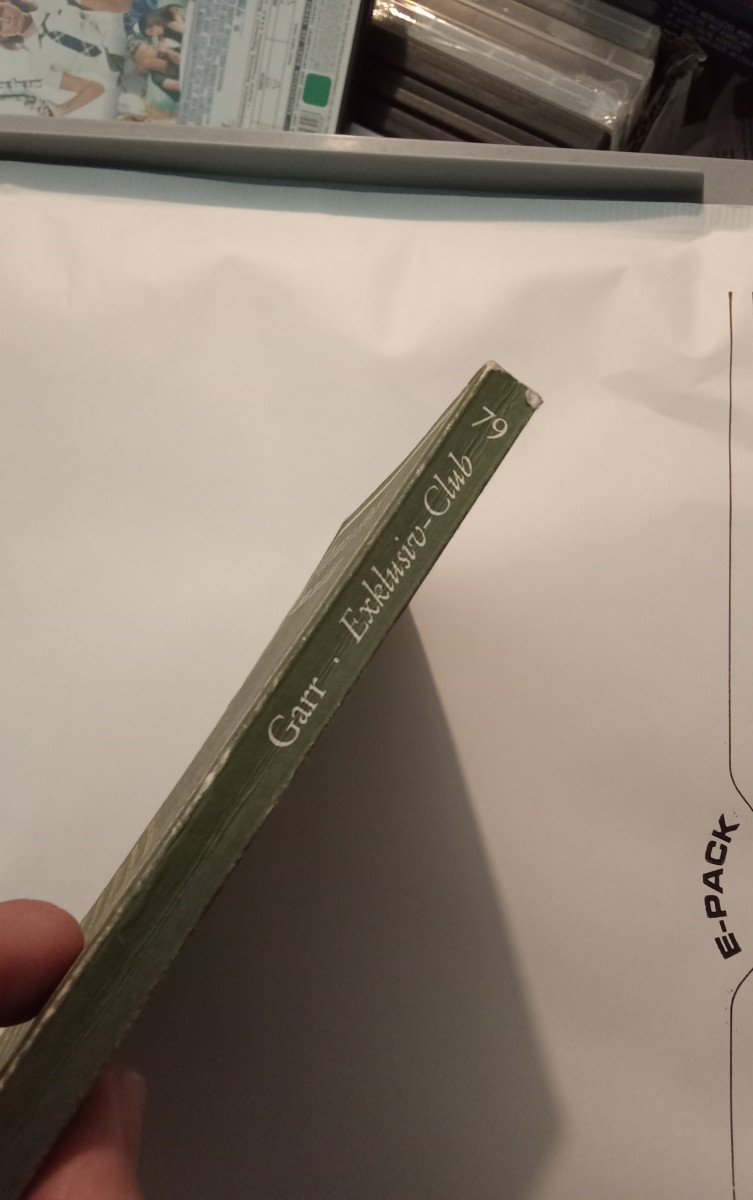 Garr · Exklusiv-Club 79
E-PACK